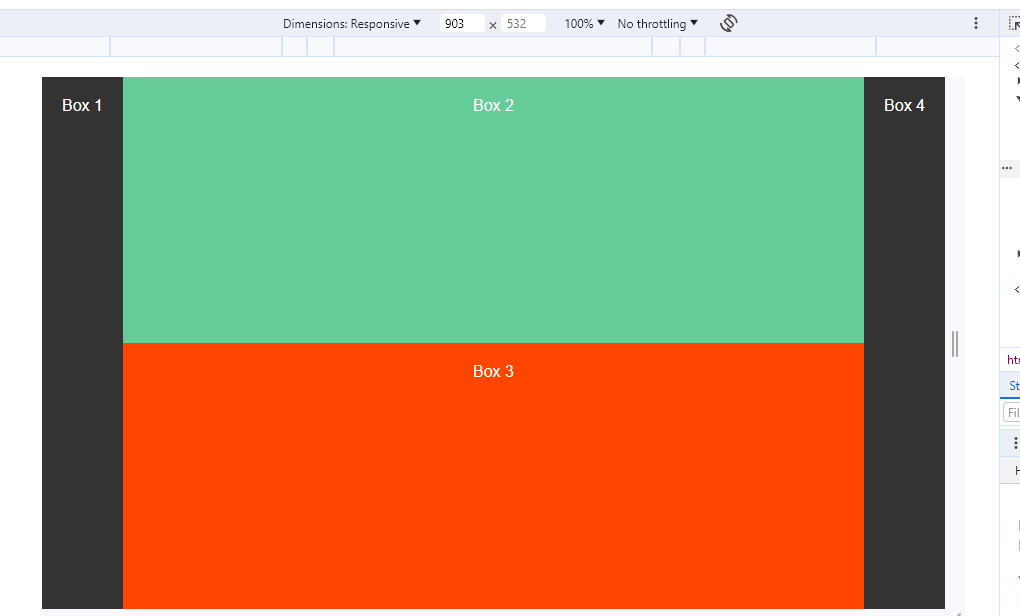 Dimensions: Responsive ▼ 903 × 532 100% ▼ No throttling ▼
Box 1
Box 2
Box 4
Box 3